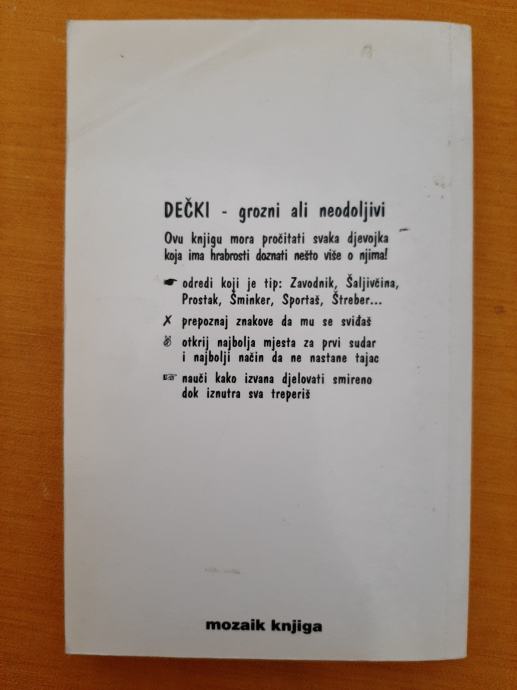 DEČKI - grozni ali neodoljivi
Ovu knjigu mora pročitati svaka djevojka
koja ima hrabrosti doznati nešto više o njima!
☛ odredi koji je tip: Zavodnik, Šaljivčina,
Prostak, Šminker, Sportaš, Štreber...
✗ prepoznaj znakove da mu se sviđaš
✌ otkrij najbolja mjesta za prvi sudar
i najbolji način da ne nastane tajac
☞ nauči kako izvana djelovati smireno
dok iznutra sva treperiš
mozaik knjiga